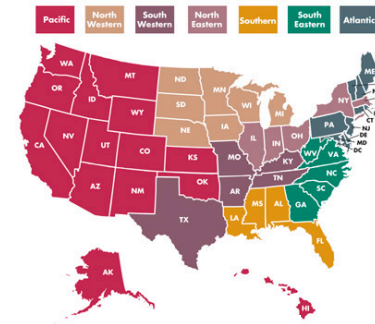 Pacific
North
Western
South
Western
North
Eastern
Southern
South
Eastern
Atlantic
WA
MT
ND
MN
ME
OR
ID
SD
WI
MI
NY
WY
NE
IA
PA
CT
NJ
DE
MD
DC
NV
UT
CO
IL
IN
OH
CA
KS
MO
WV
VA
KY
AZ
NM
OK
AR
TN
NC
SC
TX
LA
MS
AL
GA
FL
AK
HI